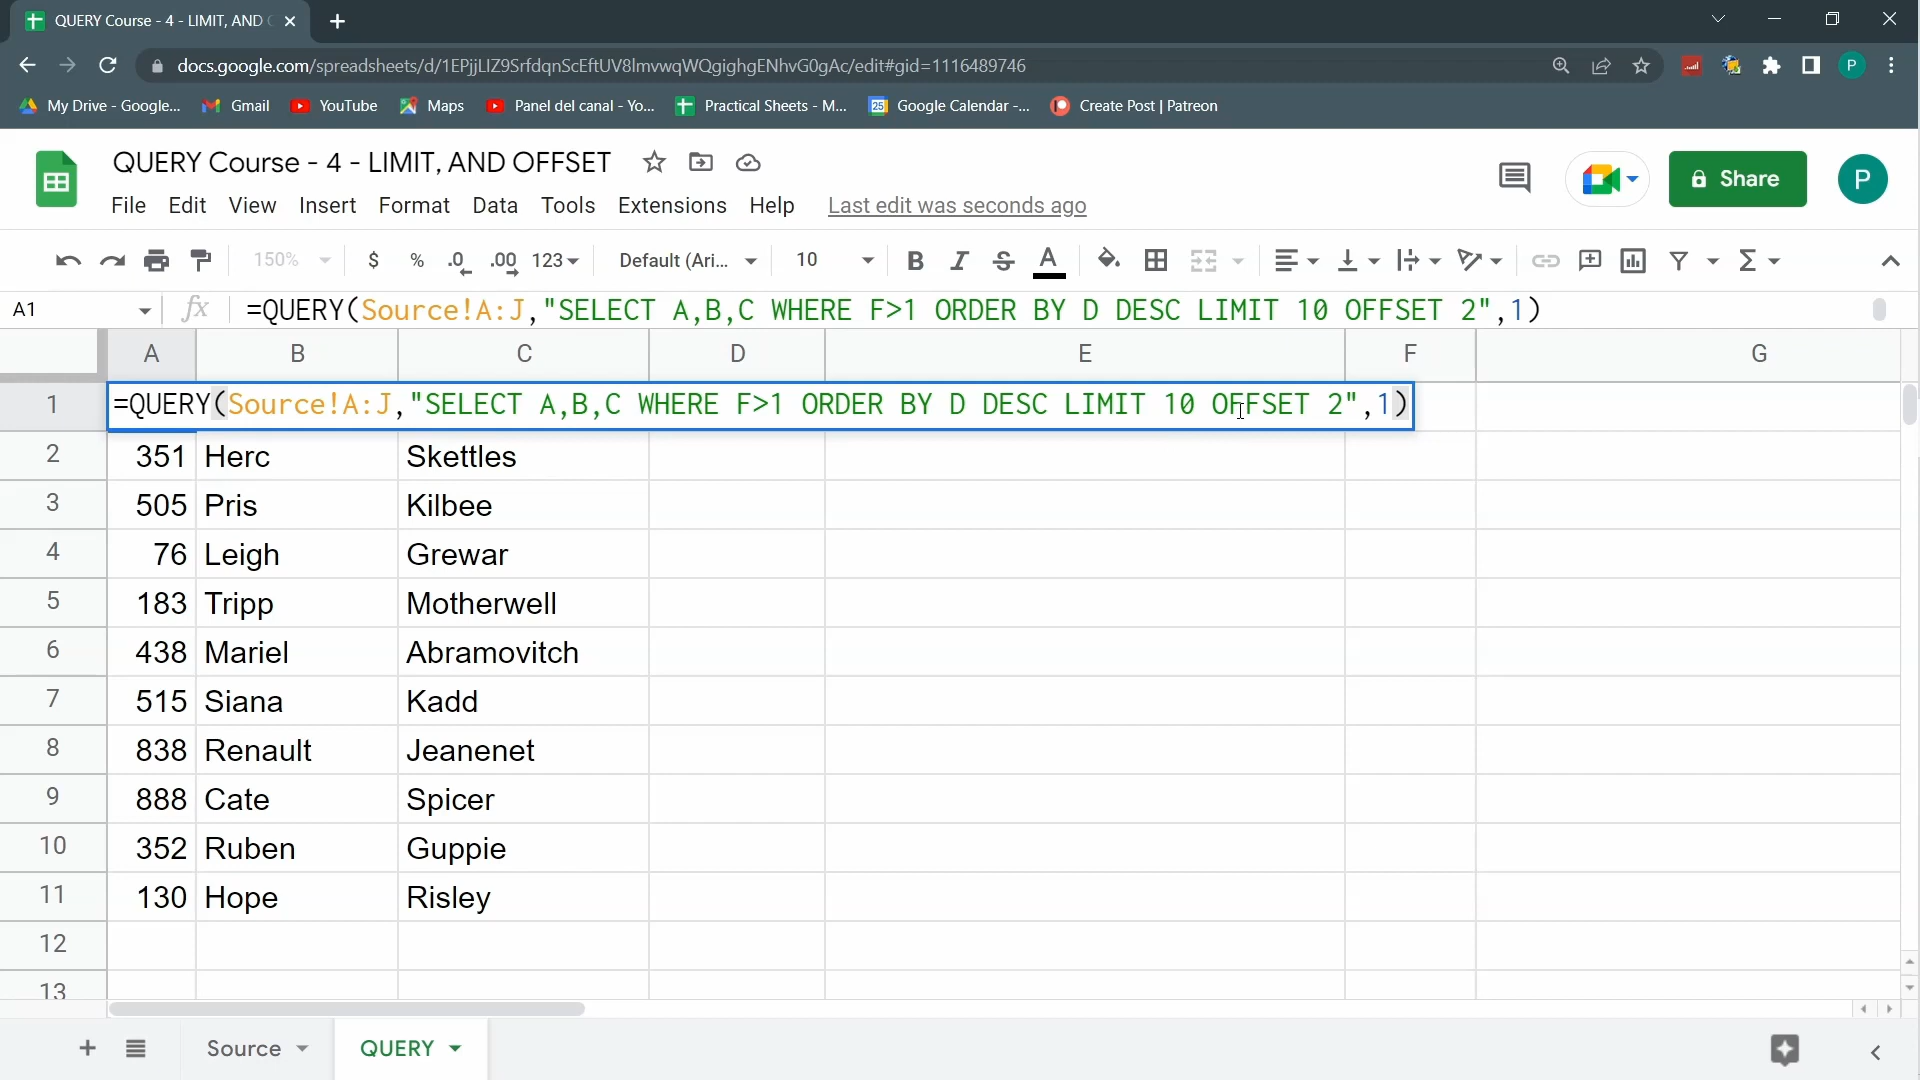 QUERY Course - 4 - LIMIT, AND
docs.google.com/spreadsheets/d/1EPjjLIZ9SrfdqnScEftUV8lmvwqWQgighgENhvG0gAc/edit#gid=1116489746
My Drive - Google... Gmail YouTube Maps Panel del canal - Yo... Practical Sheets - M... 25 Google Calendar -... Create Post | Patreon
QUERY Course - 4 - LIMIT, AND OFFSET
Share
P
File Edit View Insert Format Data Tools Extensions Help Last edit was seconds ago
150% $ % .0 .00 123 Default (Ari... 10 B I S A Σ
A1 fx =QUERY(Source!A:J,"SELECT A,B,C WHERE F>1 ORDER BY D DESC LIMIT 10 OFFSET 2",1)
A B C D E F G
1 =QUERY(Source!A:J,"SELECT A,B,C WHERE F>1 ORDER BY D DESC LIMIT 10 OFFSET 2",1)
2 351 Herc Skettles
3 505 Pris Kilbee
4 76 Leigh Grewar
5 183 Tripp Motherwell
6 438 Mariel Abramovitch
7 515 Siana Kadd
8 838 Renault Jeanenet
9 888 Cate Spicer
10 352 Ruben Guppie
11 130 Hope Risley
12
13
Source QUERY